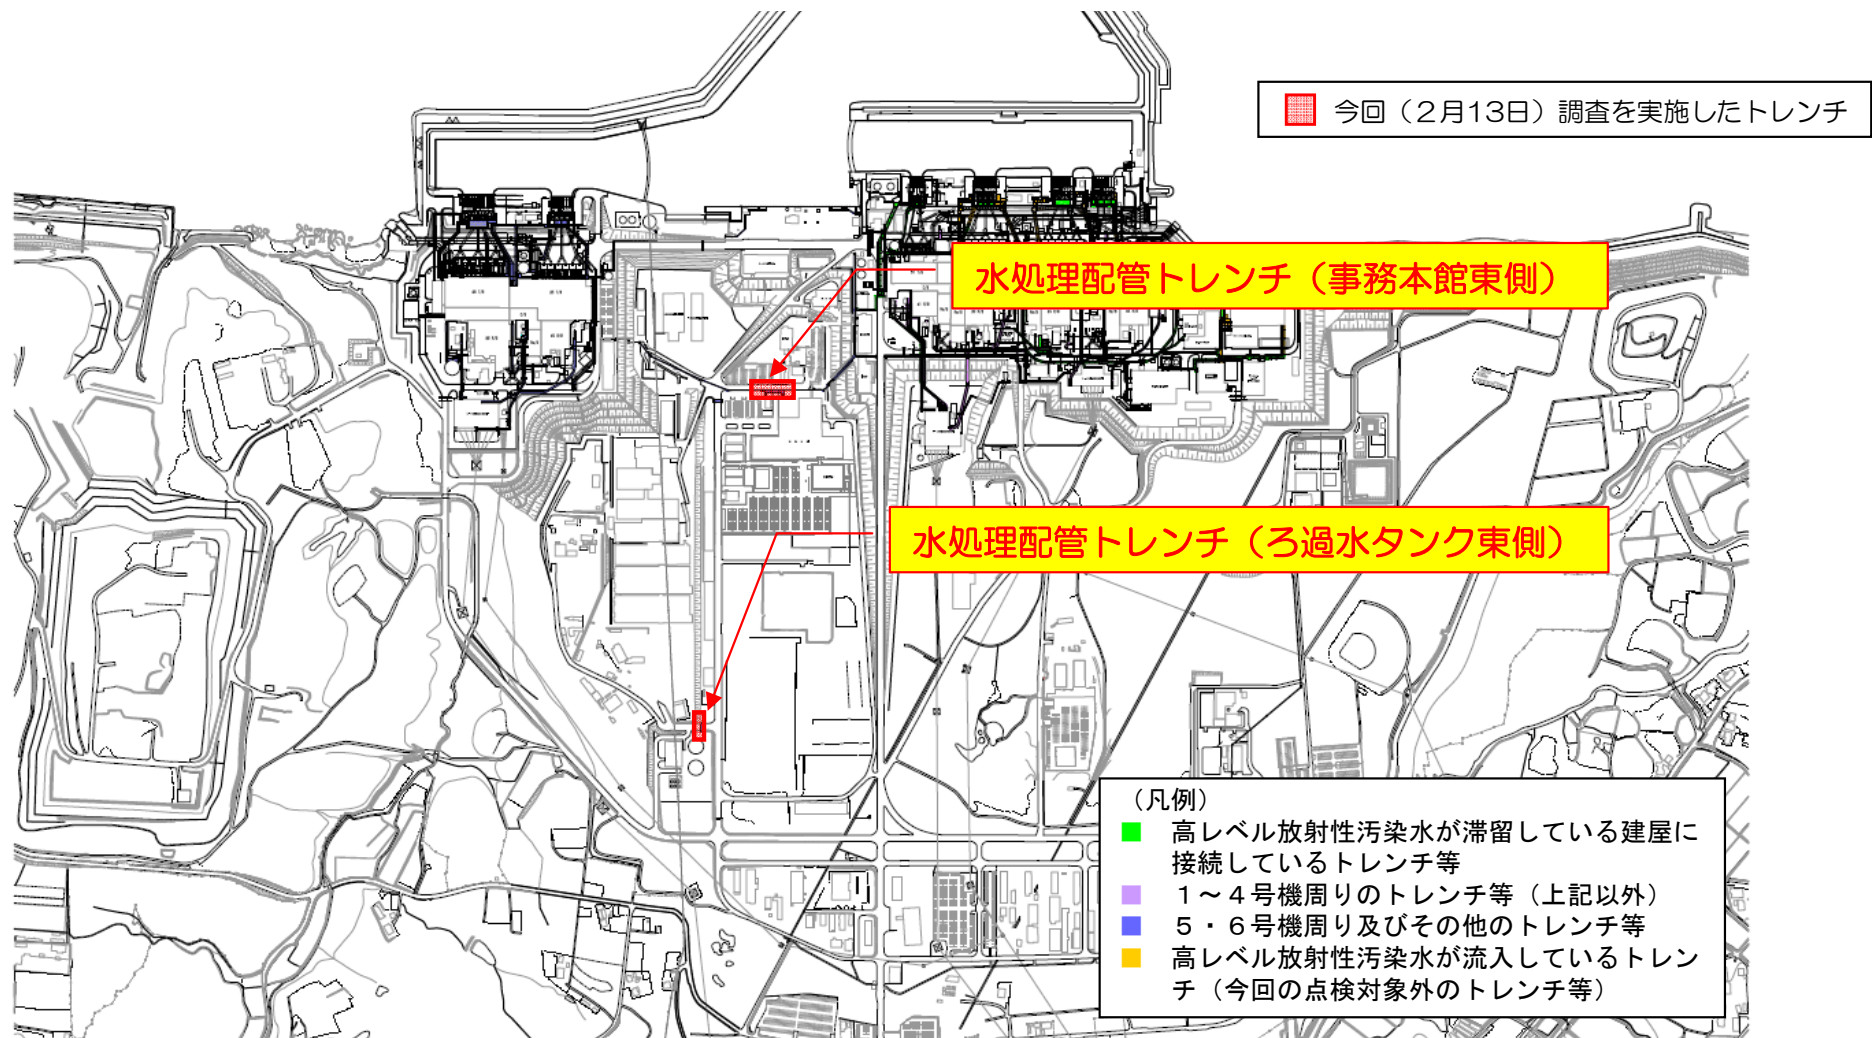 今回（２月13日）調査を実施したトレンチ
水処理配管トレンチ（事務本館東側）
水処理配管トレンチ（ろ過水タンク東側）
（凡例）
高レベル放射性汚染水が滞留している建屋に
接続しているトレンチ等
１～４号機周りのトレンチ等（上記以外）
５・６号機周り及びその他のトレンチ等
高レベル放射性汚染水が流入しているトレン
チ（今回の点検対象外のトレンチ等）